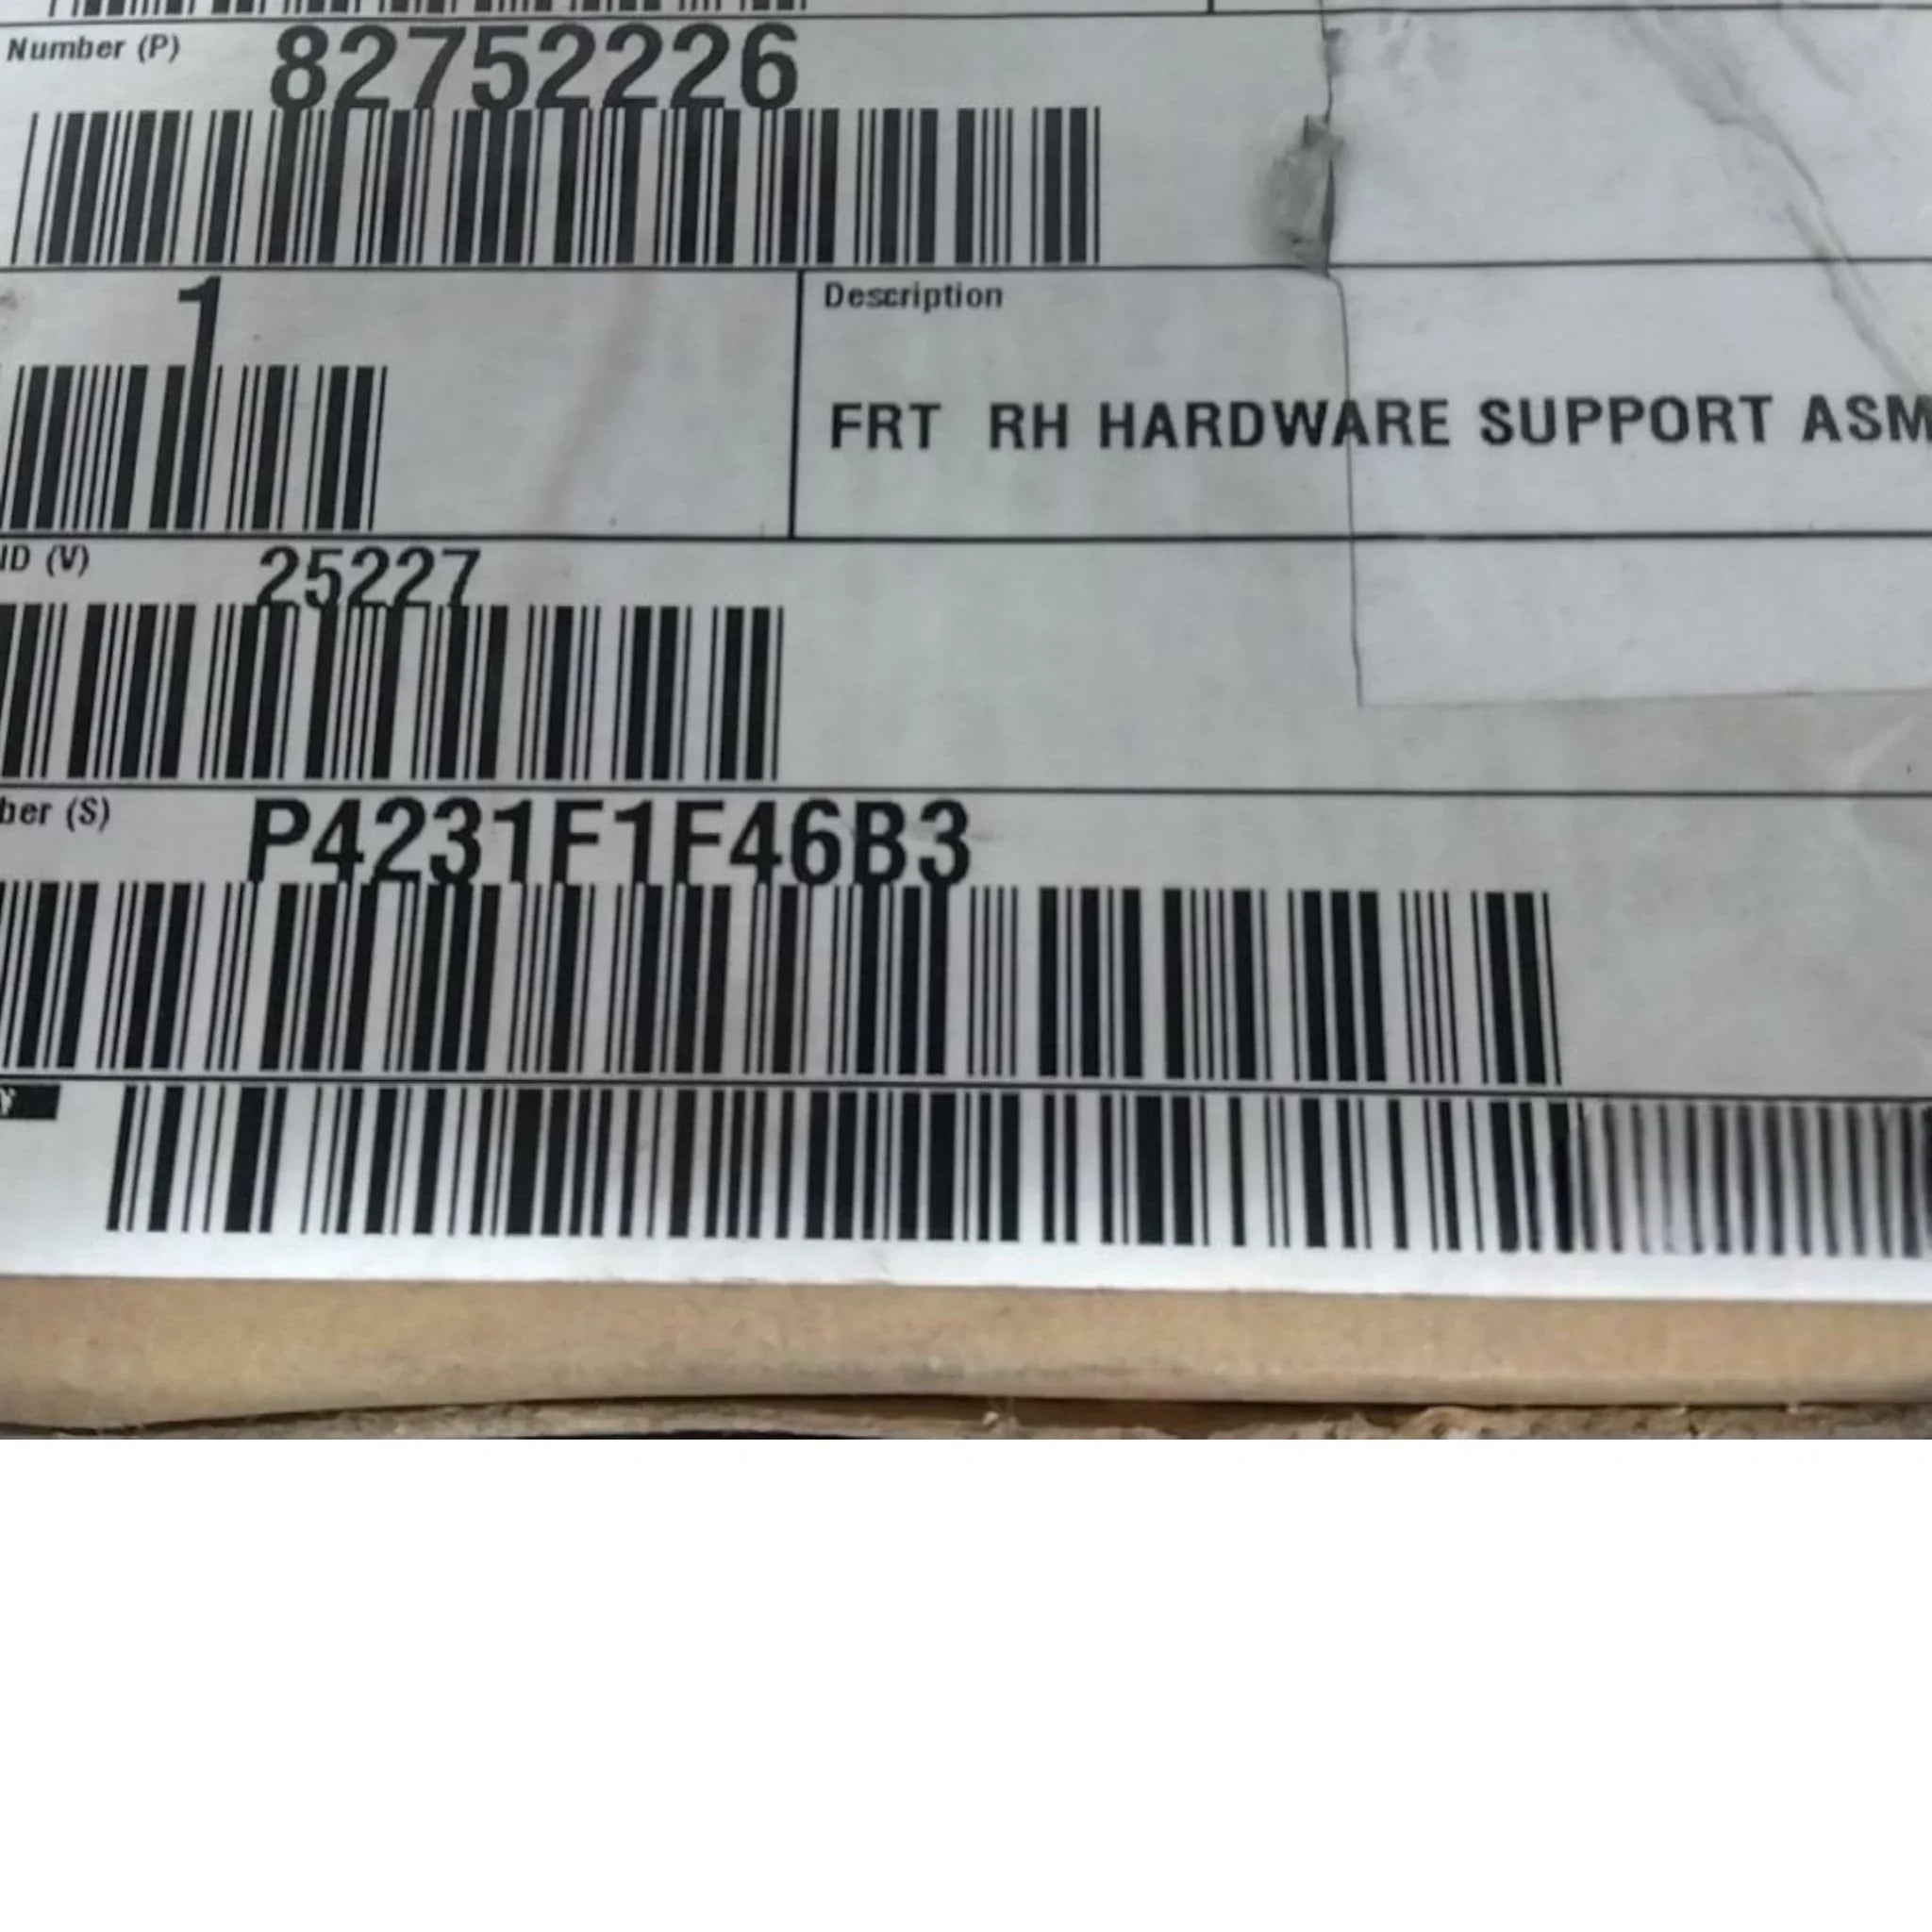 Number (P) 82752226
1
Description
FRT RH HARDWARE SUPPORT ASM
ID (V) 25227
ber (S) P4231F1F46B3